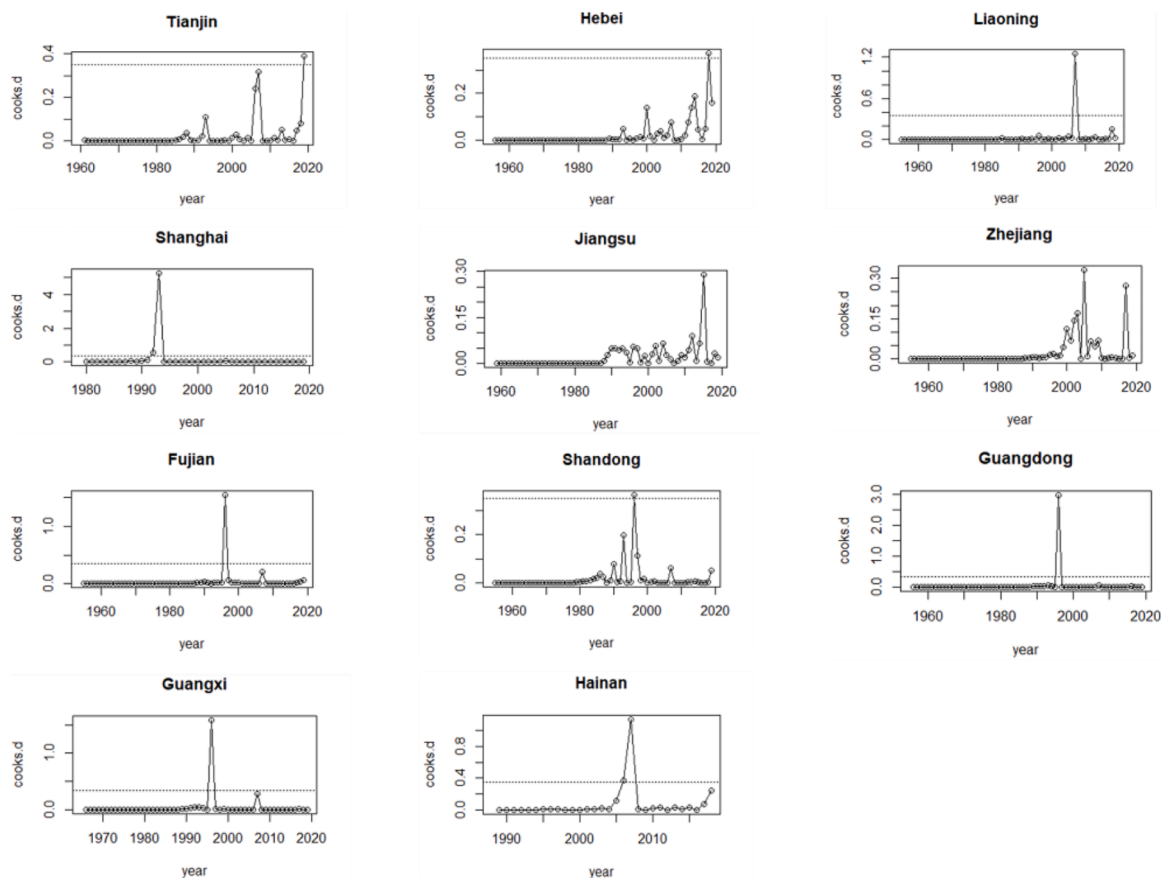 Tianjin
cooks.d
0.0 0.2 0.4
1960 1980 2000 2020
year
Hebei
cooks.d
0.0 0.2
1960 1970 1980 1990 2000 2010 2020
year
Liaoning
cooks.d
0.0 0.6 1.2
1960 1980 2000 2020
year
Shanghai
cooks.d
0 2 4
1980 1990 2000 2010 2020
year
Jiangsu
cooks.d
0.00 0.15 0.30
1960 1970 1980 1990 2000 2010 2020
year
Zhejiang
cooks.d
0.00 0.15 0.30
1960 1980 2000 2020
year
Fujian
cooks.d
0.0 1.0
1960 1980 2000 2020
year
Shandong
cooks.d
0.0 0.2
1960 1980 2000 2020
year
Guangdong
cooks.d
0.0 1.0 2.0 3.0
1960 1980 2000 2020
year
Guangxi
cooks.d
0.0 1.0
1970 1980 1990 2000 2010 2020
year
Hainan
cooks.d
0.0 0.4 0.8
1990 2000 2010
year